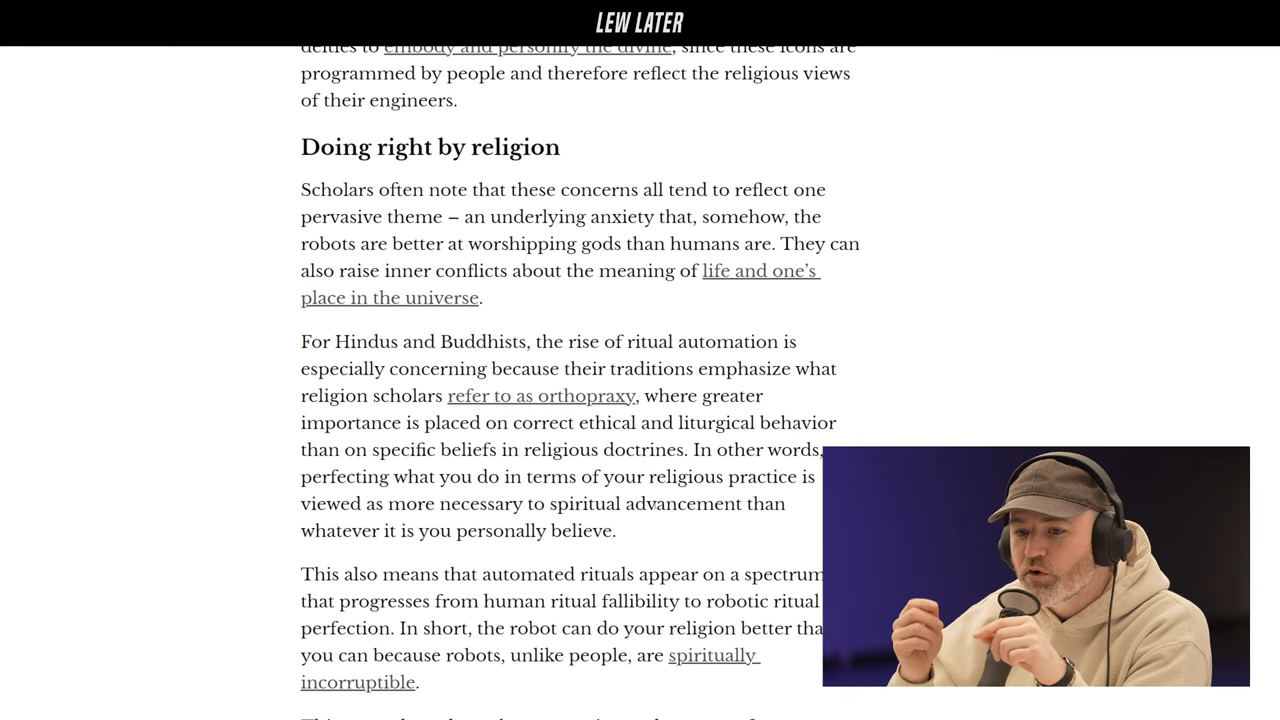 LEW LATER
deities to embody and personify the divine, since these icons are
programmed by people and therefore reflect the religious views
of their engineers.
Doing right by religion
Scholars often note that these concerns all tend to reflect one
pervasive theme – an underlying anxiety that, somehow, the
robots are better at worshipping gods than humans are. They can
also raise inner conflicts about the meaning of life and one’s
place in the universe.
For Hindus and Buddhists, the rise of ritual automation is
especially concerning because their traditions emphasize what
religion scholars refer to as orthopraxy, where greater
importance is placed on correct ethical and liturgical behavior
than on specific beliefs in religious doctrines. In other words,
perfecting what you do in terms of your religious practice is
viewed as more necessary to spiritual advancement than
whatever it is you personally believe.
This also means that automated rituals appear on a spectrum
that progresses from human ritual fallibility to robotic ritual
perfection. In short, the robot can do your religion better tha
you can because robots, unlike people, are spiritually
incorruptible.